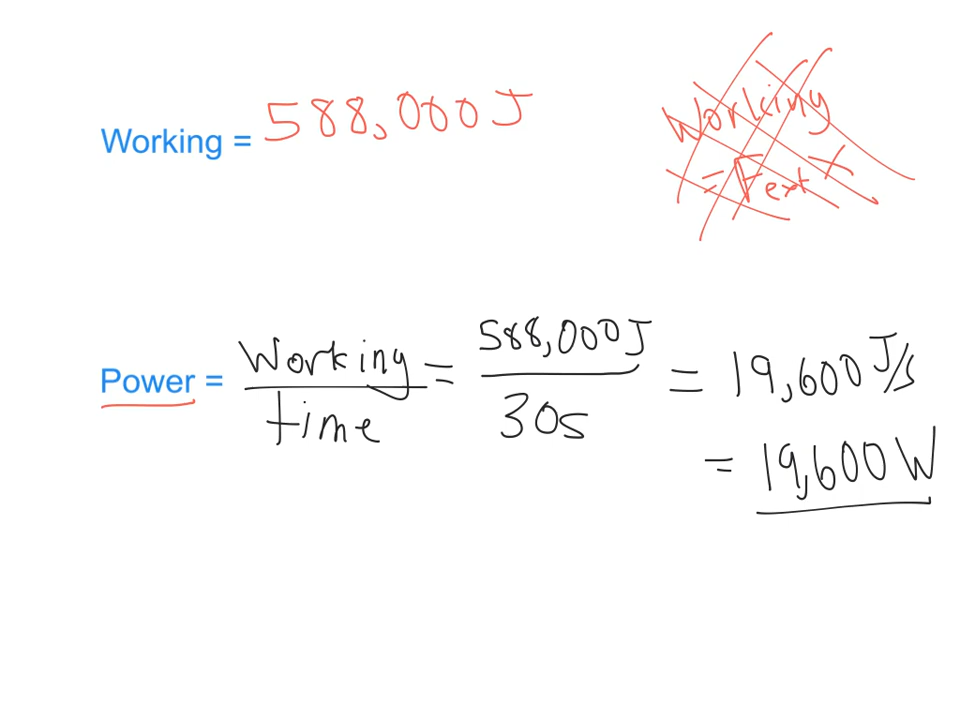 Working = 588,000 J
Working
= Fext x
Power = Working / time = 588,000 J / 30s = 19,600 J/s
= 19,600 W